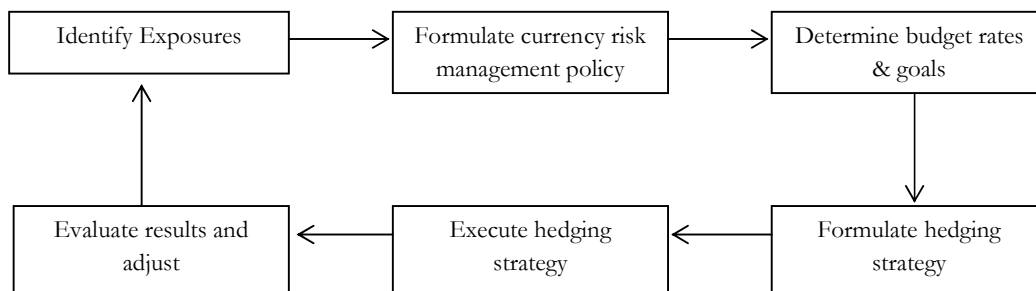 Identify Exposures
Formulate currency risk
management policy
Determine budget rates
& goals
Evaluate results and
adjust
Execute hedging
strategy
Formulate hedging
strategy